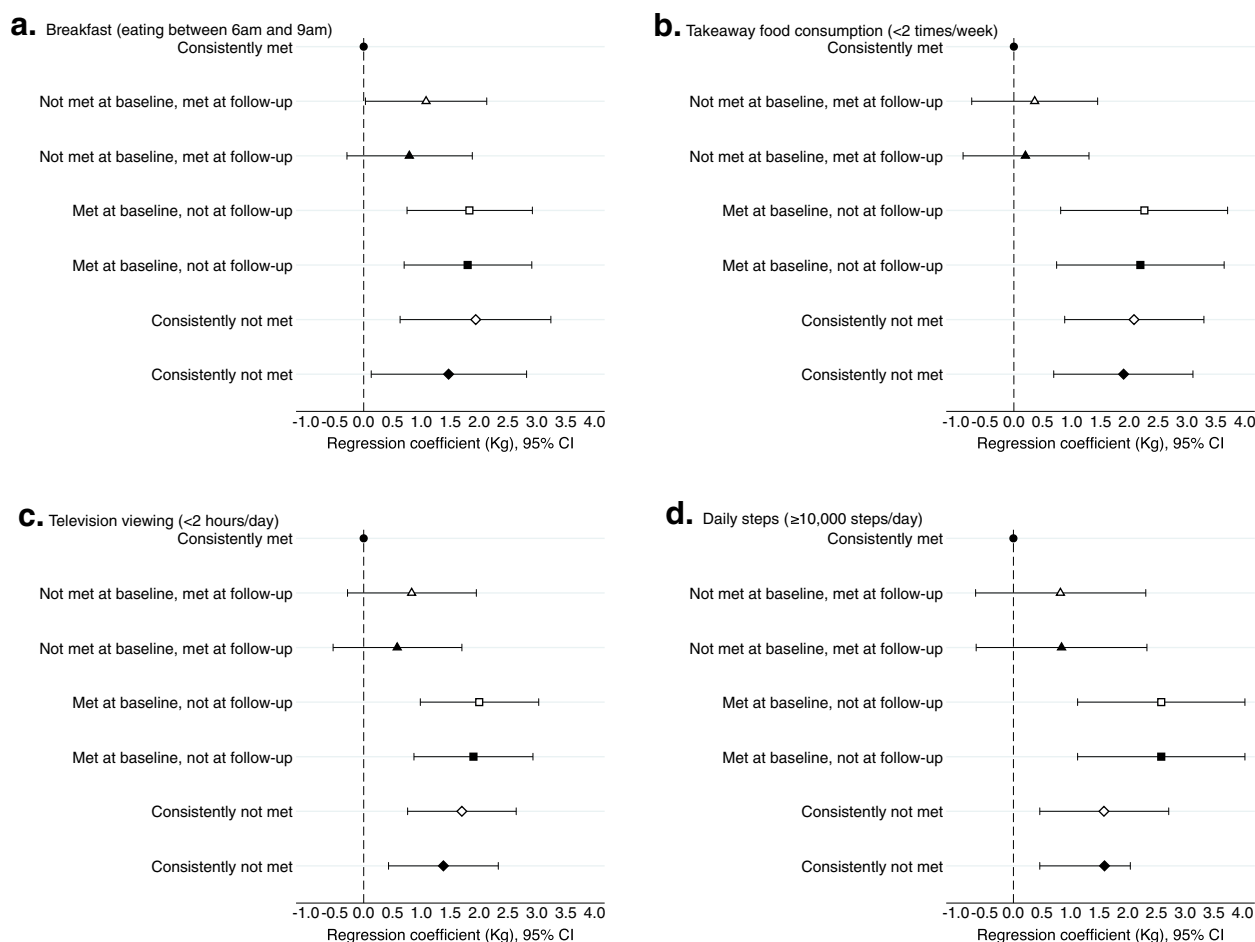 a. Breakfast (eating between 6am and 9am)
Consistently met
Not met at baseline, met at follow-up
Not met at baseline, met at follow-up
Met at baseline, not at follow-up
Met at baseline, not at follow-up
Consistently not met
Consistently not met
-1.0 -0.5 0.0 0.5 1.0 1.5 2.0 2.5 3.0 3.5 4.0
Regression coefficient (Kg), 95% CI
b. Takeaway food consumption (<2 times/week)
Consistently met
Not met at baseline, met at follow-up
Not met at baseline, met at follow-up
Met at baseline, not at follow-up
Met at baseline, not at follow-up
Consistently not met
Consistently not met
-1.0 -0.5 0.0 0.5 1.0 1.5 2.0 2.5 3.0 3.5 4.0
Regression coefficient (Kg), 95% CI
c. Television viewing (<2 hours/day)
Consistently met
Not met at baseline, met at follow-up
Not met at baseline, met at follow-up
Met at baseline, not at follow-up
Met at baseline, not at follow-up
Consistently not met
Consistently not met
-1.0 -0.5 0.0 0.5 1.0 1.5 2.0 2.5 3.0 3.5 4.0
Regression coefficient (Kg), 95% CI
d. Daily steps (≥10,000 steps/day)
Consistently met
Not met at baseline, met at follow-up
Not met at baseline, met at follow-up
Met at baseline, not at follow-up
Met at baseline, not at follow-up
Consistently not met
Consistently not met
-1.0 -0.5 0.0 0.5 1.0 1.5 2.0 2.5 3.0 3.5 4.0
Regression coefficient (Kg), 95% CI